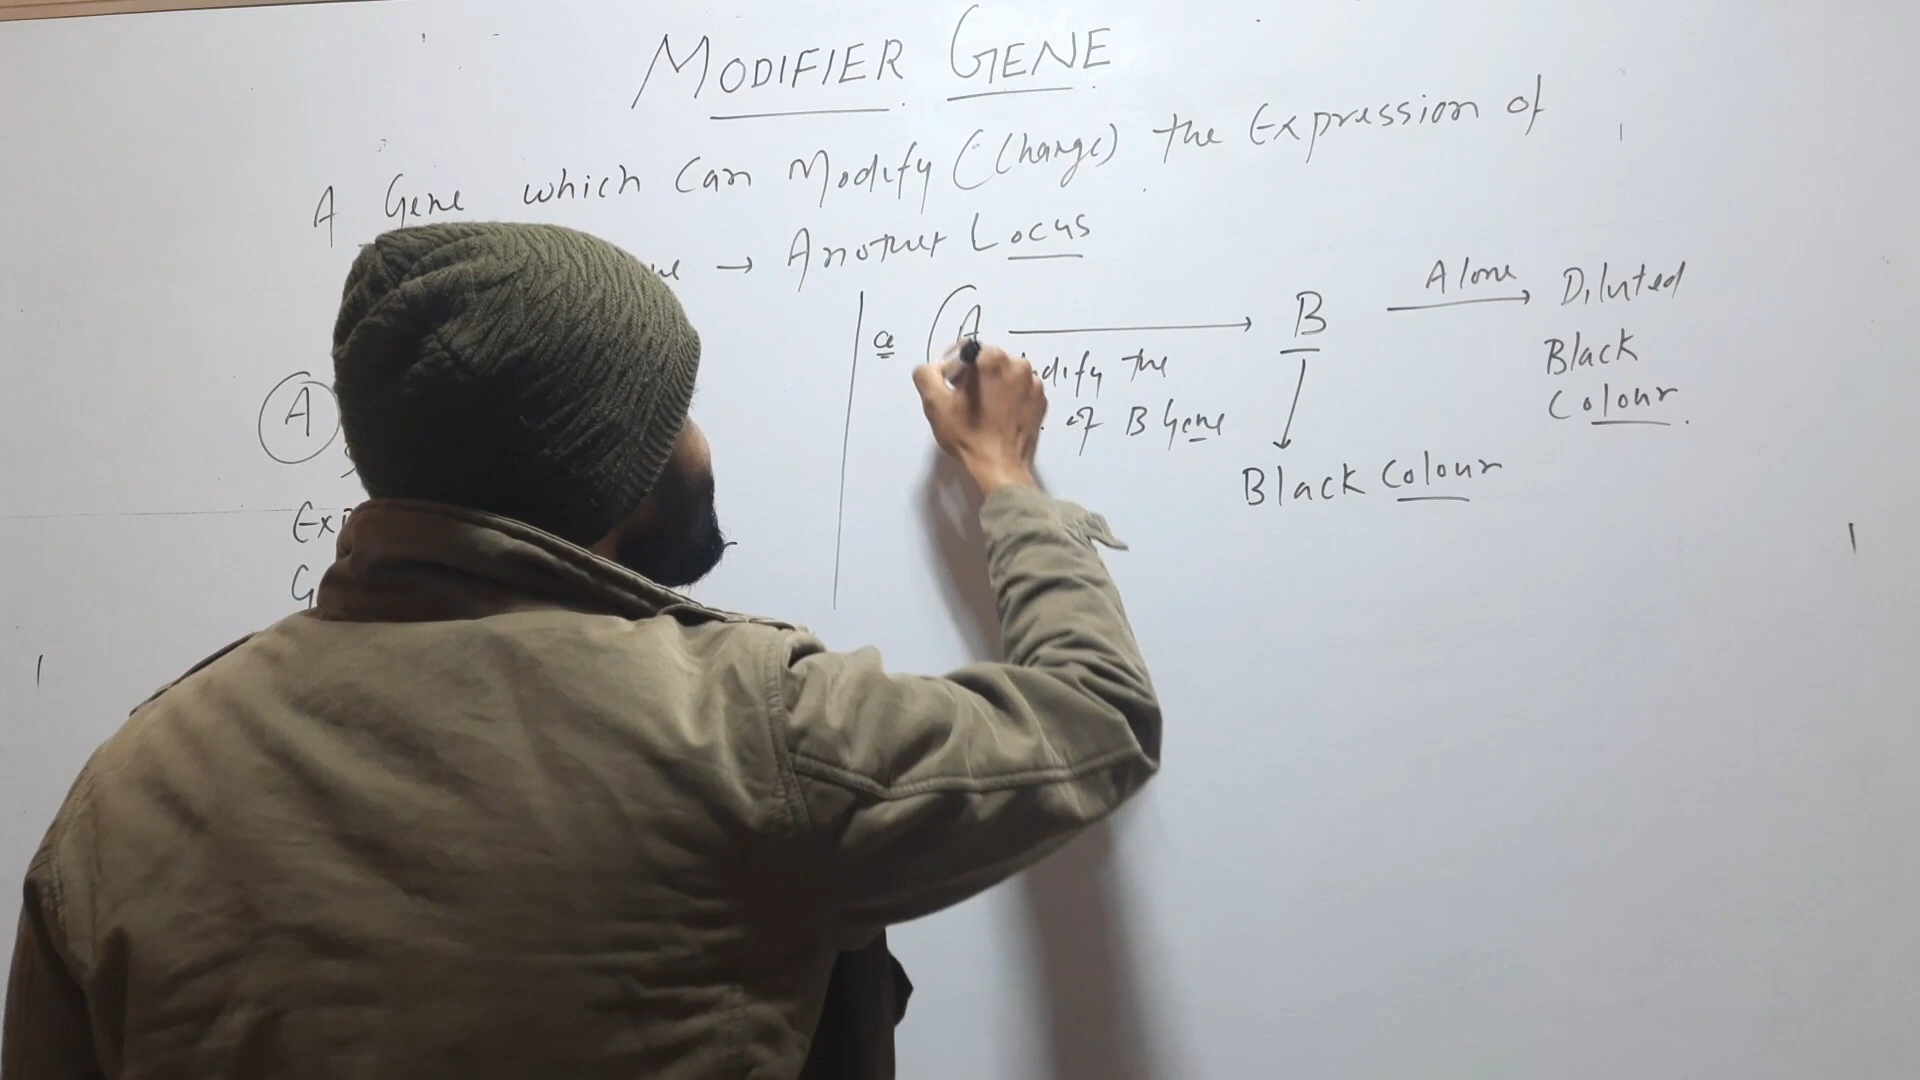 MODIFIER GENE
A Gene which Can Modify (Change) the Expression of
→ Another Locus
A
a A → B Alone → Diluted
Black
Colour.
the
of B Gene
Black Colour